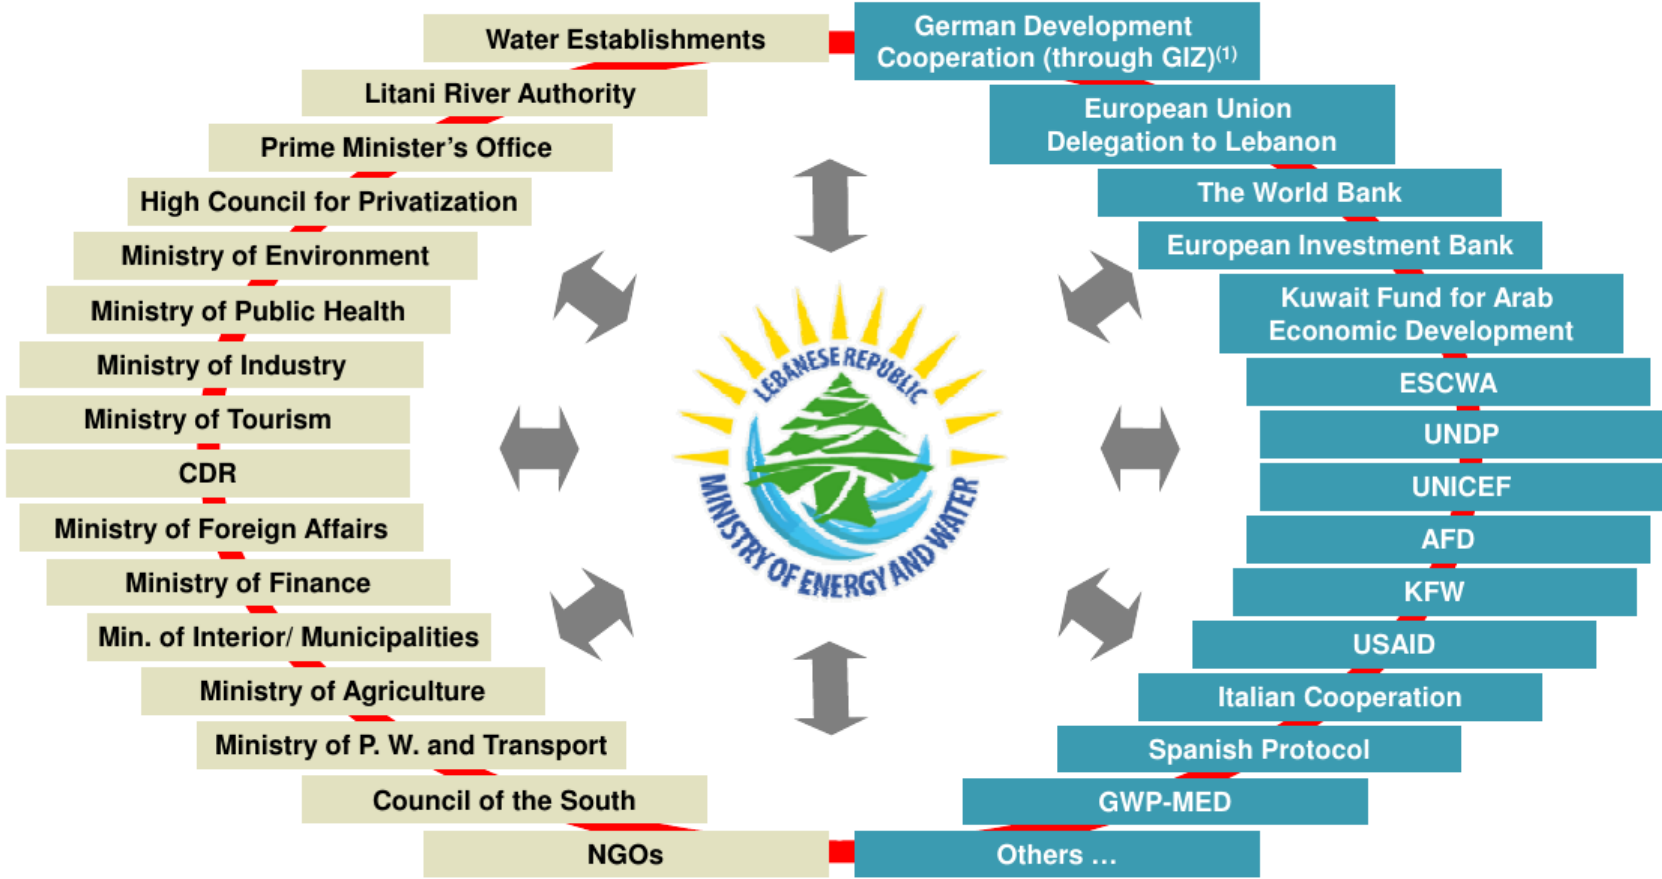 Water Establishments
Litani River Authority
Prime Minister’s Office
High Council for Privatization
Ministry of Environment
Ministry of Public Health
Ministry of Industry
Ministry of Tourism
CDR
Ministry of Foreign Affairs
Ministry of Finance
Min. of Interior/ Municipalities
Ministry of Agriculture
Ministry of P. W. and Transport
Council of the South
NGOs
LEBANESE REPUBLIC
MINISTRY OF ENERGY AND WATER
German Development
Cooperation (through GIZ)(1)
European Union
Delegation to Lebanon
The World Bank
European Investment Bank
Kuwait Fund for Arab
Economic Development
ESCWA
UNDP
UNICEF
AFD
KFW
USAID
Italian Cooperation
Spanish Protocol
GWP-MED
Others ...